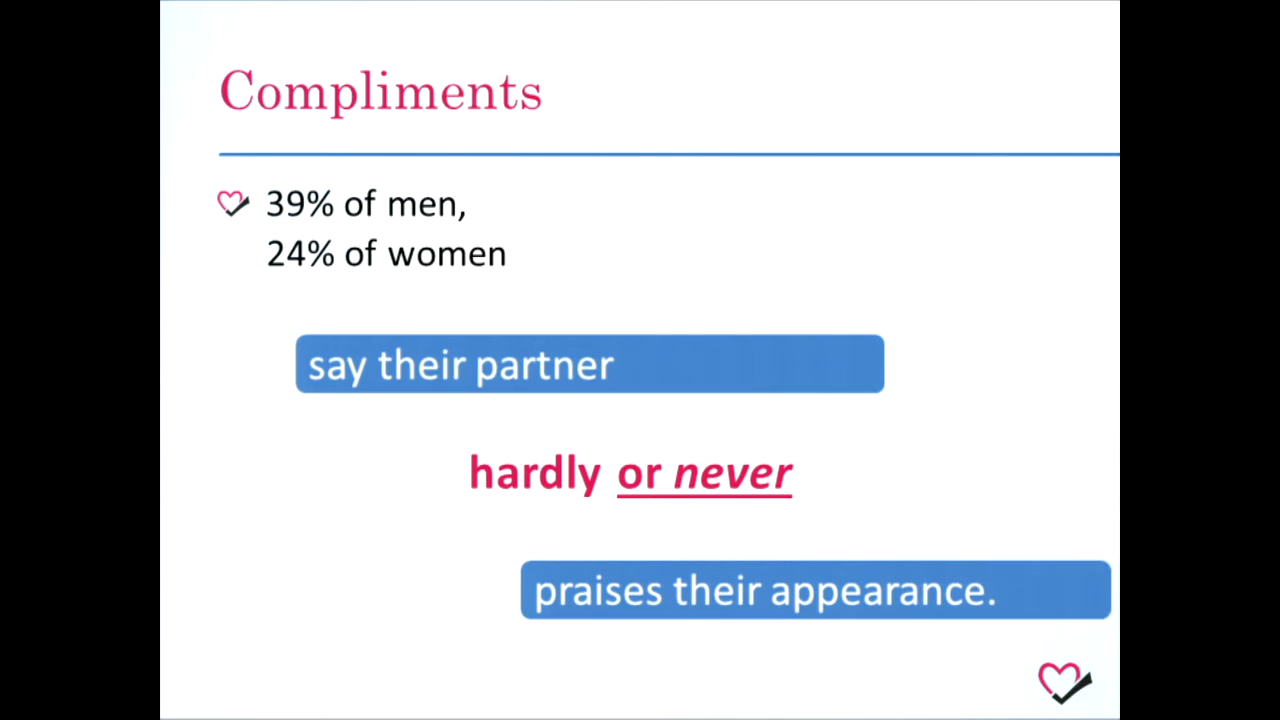 Compliments
39% of men,
24% of women
say their partner
hardly or never
praises their appearance.